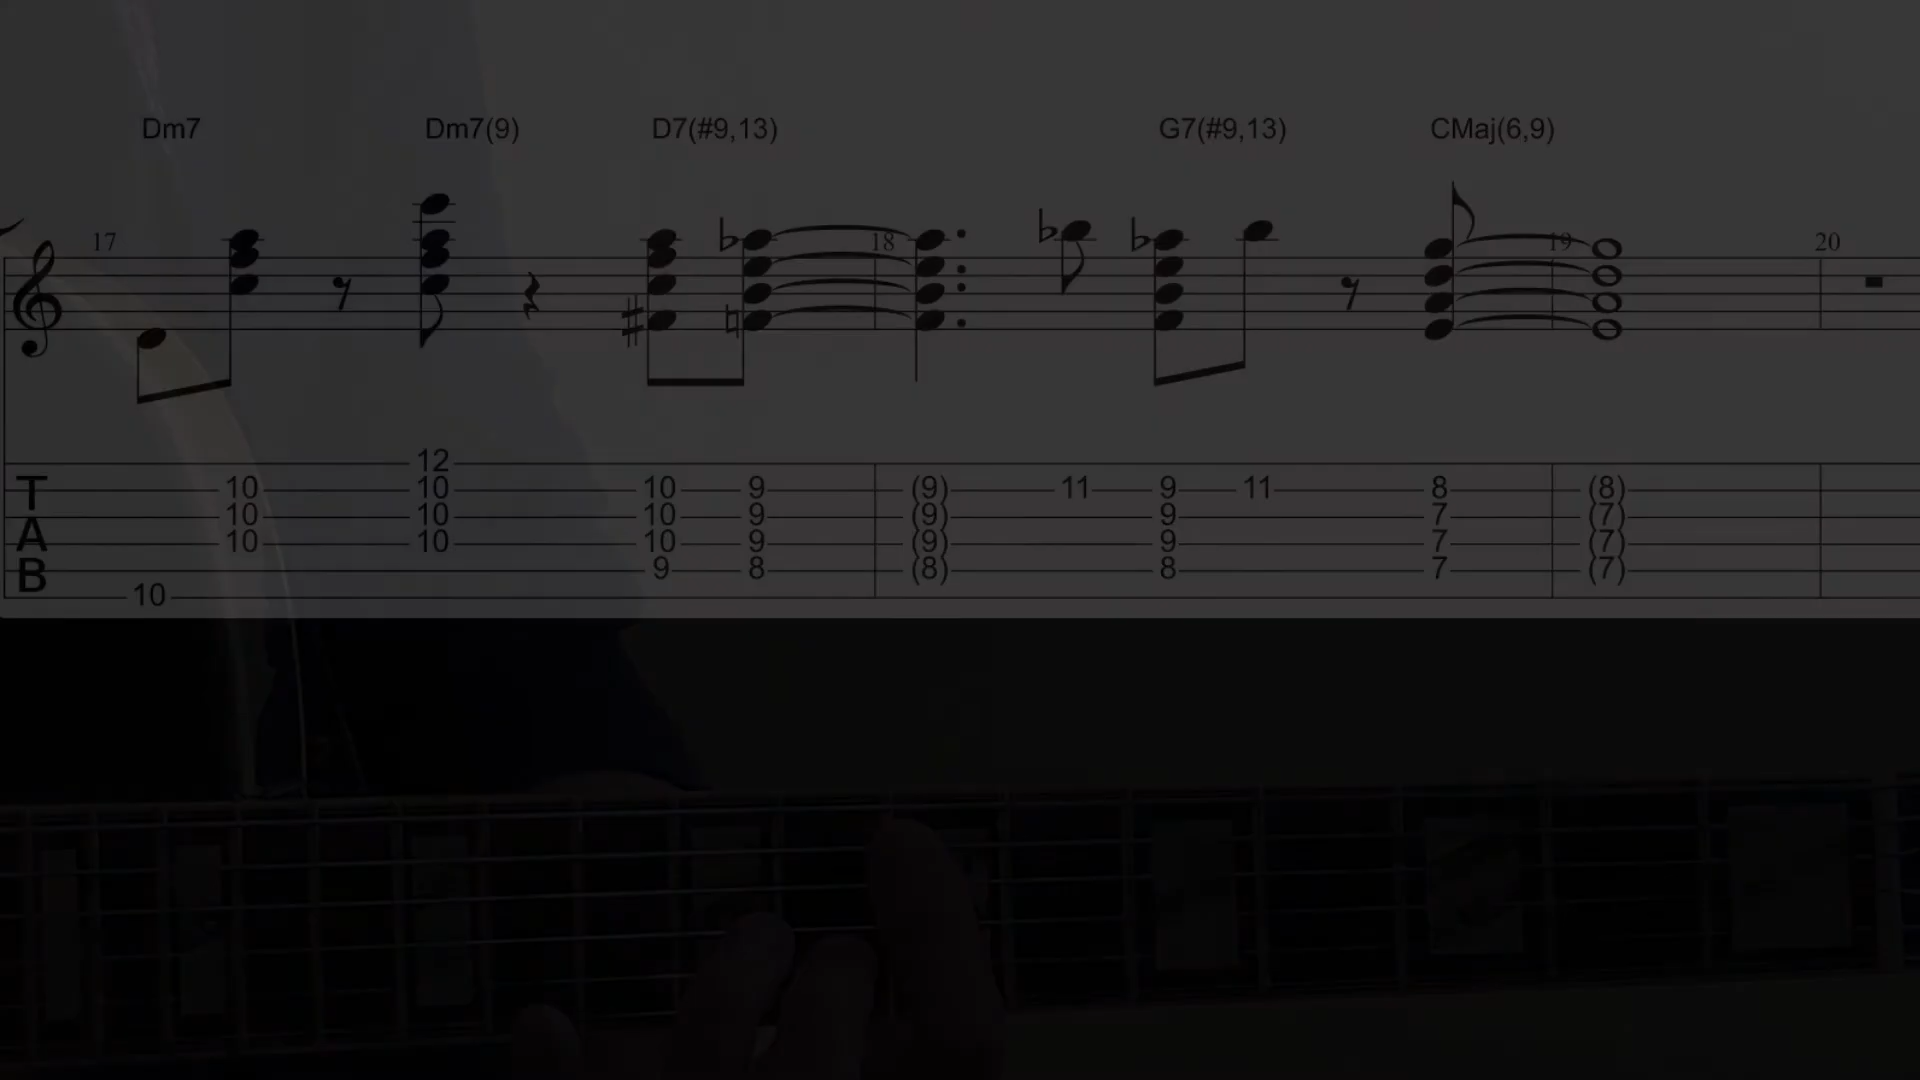 Dm7 Dm7(9) D7(#9,13) G7(#9,13) CMaj(6,9)
17 18 19 20
12
10 10 10 9 (9) 11 9 11 8 (8)
T 10 10 10 9 (9) 9 7 (7)
A 10 10 10 9 (9) 9 7 (7)
B 9 8 (8) 8 7 (7)
10